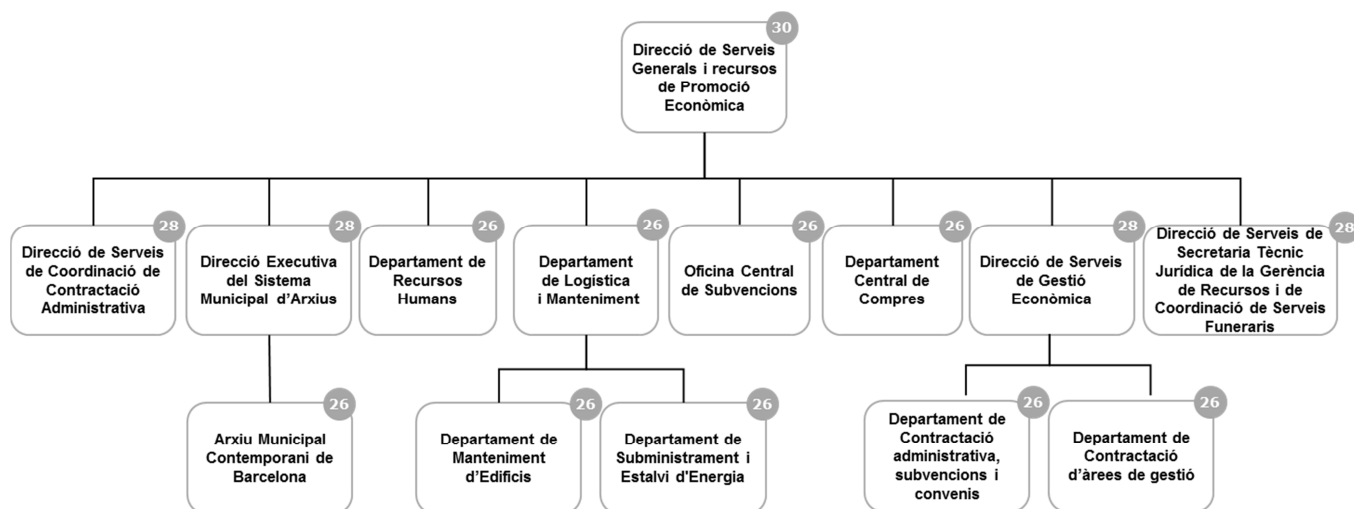 30
Direcció de Serveis
Generals i recursos
de Promoció
Econòmica
28
Direcció de Serveis
de Coordinació de
Contractació
Administrativa
28
Direcció Executiva
del Sistema
Municipal d'Arxius
26
Departament de
Recursos
Humans
26
Departament
de Logística
i Manteniment
26
Oficina Central
de Subvencions
26
Departament
Central de
Compres
28
Direcció de Serveis
de Gestió
Econòmica
28
Direcció de Serveis de
Secretaria Tècnic
Jurídica de la Gerència
de Recursos i de
Coordinació de Serveis
Funeraris
26
Arxiu Municipal
Contemporani de
Barcelona
26
Departament de
Manteniment
d'Edificis
26
Departament de
Subministrament i
Estalvi d'Energia
26
Departament de
Contractació
administrativa,
subvencions i
convenis
26
Departament de
Contractació
d'àrees de gestió